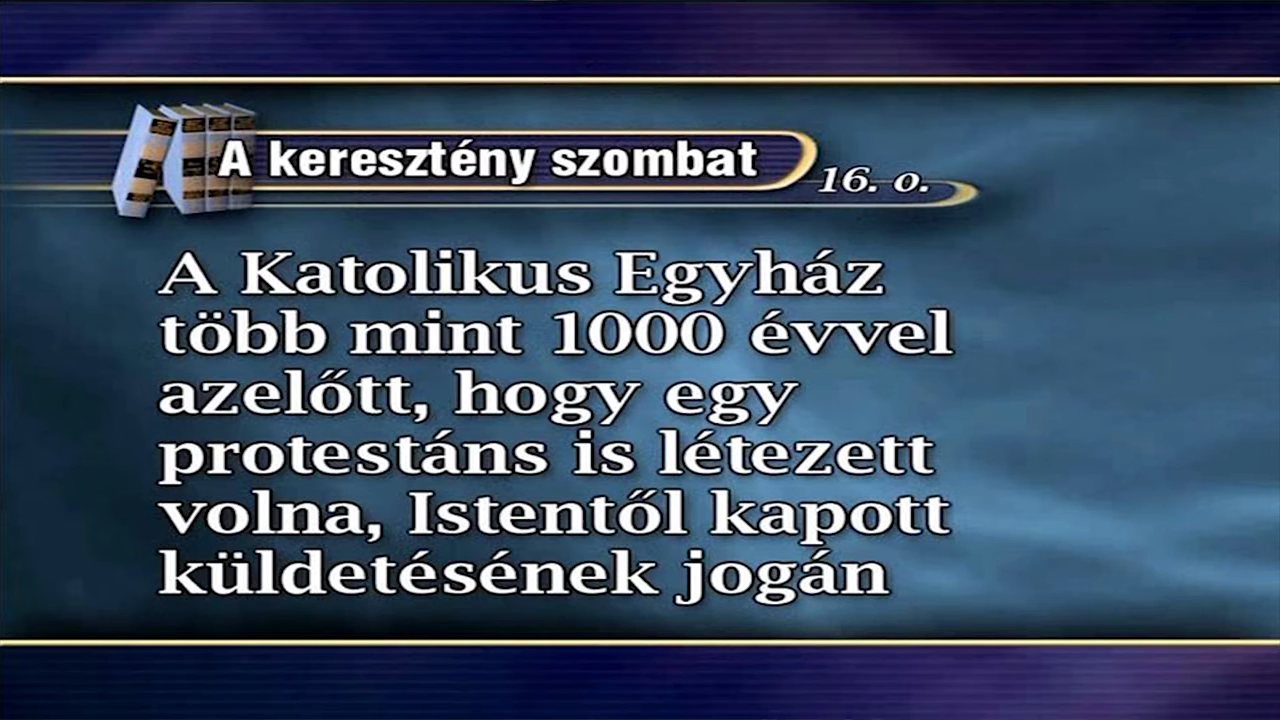 A keresztény szombat
16. o.
A Katolikus Egyház
több mint 1000 évvel
azelőtt, hogy egy
protestáns is létezett
volna, Istentől kapott
küldetésének jogán